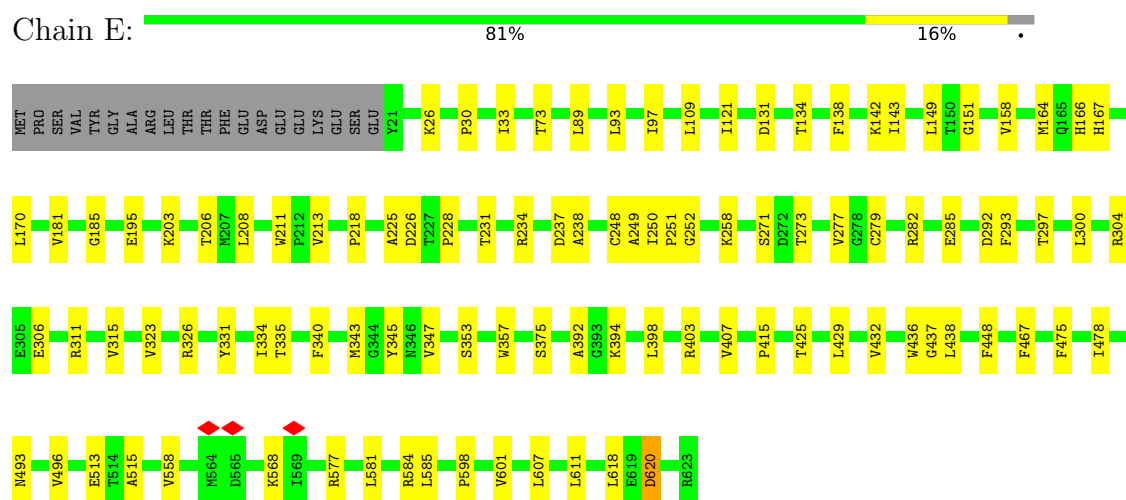 Chain E:
81% 16% •
MET PRO SER VAL TYR GLY ALA ARG LEU THR THR PHE GLU ASP GLU GLU LYS GLU SER GLU Y21 K26 P30 I33 T73 L89 L93 I97 L109 I121 D131 T134 F138 K142 I143 L149 T150 G151 V158 M164 Q165 H166 H167
L170 V181 G185 E195 K203 T206 M207 L208 W211 P212 V213 P218 A225 D226 T227 P228 T231 R234 D237 A238 C248 A249 I250 P251 G252 K258 S271 D272 T273 V277 G278 C279 R282 E285 D292 F293 T297 L300 R304
E305 E306 R311 V315 V323 R326 Y331 I334 T335 F340 M343 G344 Y345 N346 V347 S353 W357 S375 A392 G393 K394 L398 R403 V407 P415 T425 L429 V432 W436 G437 L438 F448 F467 F475 I478
N493 V496 E513 T514 A515 V558 M564 D565 K568 I569 R577 L581 R584 L585 P598 V601 L607 L611 L618 E619 D620 R623